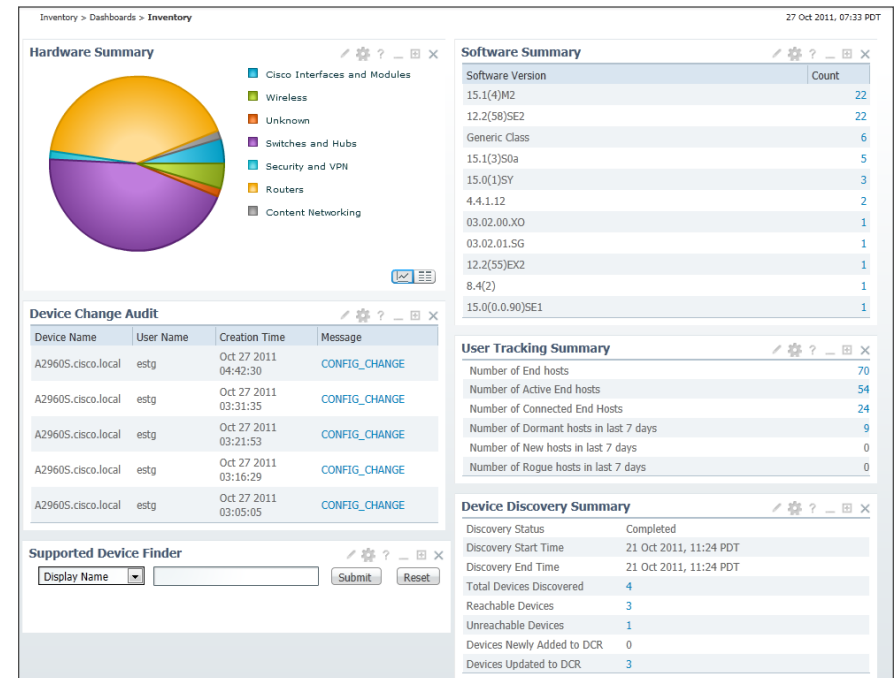 Inventory > Dashboards > Inventory
27 Oct 2011, 07:33 PDT
Hardware Summary
Cisco Interfaces and Modules
Wireless
Unknown
Switches and Hubs
Security and VPN
Routers
Content Networking
Device Change Audit
Device Name User Name Creation Time Message
A2960S.cisco.local estg Oct 27 2011 04:42:30 CONFIG_CHANGE
A2960S.cisco.local estg Oct 27 2011 03:31:35 CONFIG_CHANGE
A2960S.cisco.local estg Oct 27 2011 03:21:53 CONFIG_CHANGE
A2960S.cisco.local estg Oct 27 2011 03:16:29 CONFIG_CHANGE
A2960S.cisco.local estg Oct 27 2011 03:05:05 CONFIG_CHANGE
Supported Device Finder
Display Name Submit Reset
Software Summary
Software Version Count
15.1(4)M2 22
12.2(58)SE2 22
Generic Class 6
15.1(3)S0a 5
15.0(1)SY 3
4.4.1.12 2
03.02.00.XO 1
03.02.01.SG 1
12.2(55)EX2 1
8.4(2) 1
15.0(0.0.90)SE1 1
User Tracking Summary
Number of End hosts 70
Number of Active End hosts 54
Number of Connected End Hosts 24
Number of Dormant hosts in last 7 days 9
Number of New hosts in last 7 days 0
Number of Rogue hosts in last 7 days 0
Device Discovery Summary
Discovery Status Completed
Discovery Start Time 21 Oct 2011, 11:24 PDT
Discovery End Time 21 Oct 2011, 11:24 PDT
Total Devices Discovered 4
Reachable Devices 3
Unreachable Devices 1
Devices Newly Added to DCR 0
Devices Updated to DCR 3